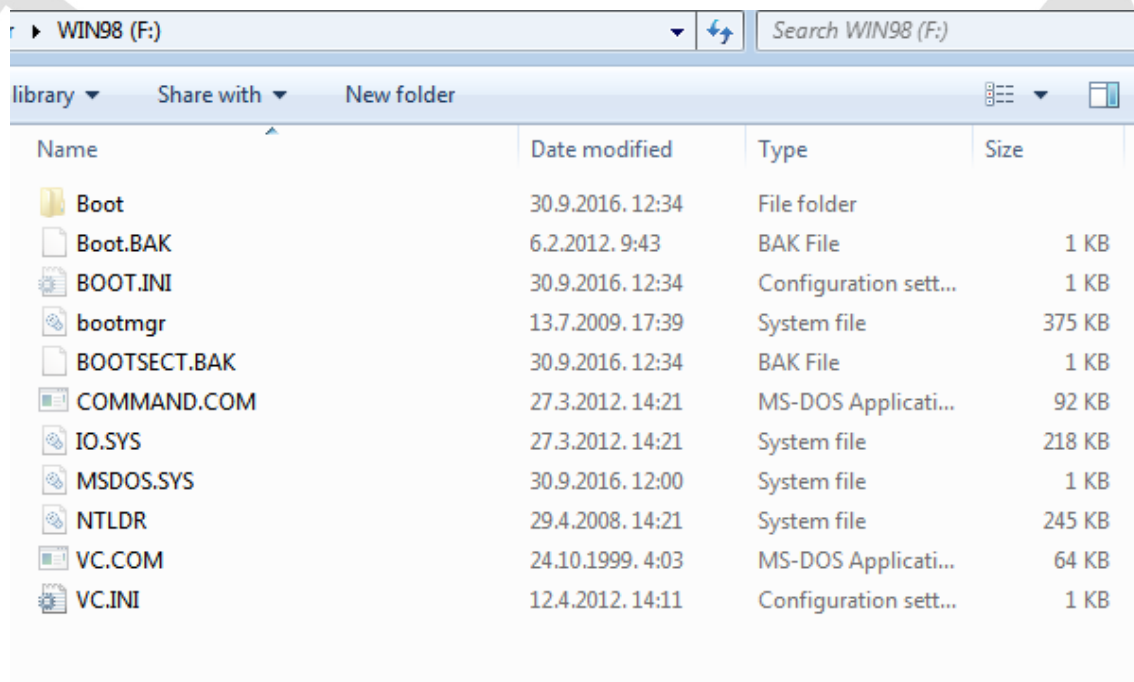 WIN98 (F:) Search WIN98 (F:)
library Share with New folder
Name Date modified Type Size
Boot 30.9.2016. 12:34 File folder
Boot.BAK 6.2.2012. 9:43 BAK File 1 KB
BOOT.INI 30.9.2016. 12:34 Configuration sett... 1 KB
bootmgr 13.7.2009. 17:39 System file 375 KB
BOOTSECT.BAK 30.9.2016. 12:34 BAK File 1 KB
COMMAND.COM 27.3.2012. 14:21 MS-DOS Applicati... 92 KB
IO.SYS 27.3.2012. 14:21 System file 218 KB
MSDOS.SYS 30.9.2016. 12:00 System file 1 KB
NTLDR 29.4.2008. 14:21 System file 245 KB
VC.COM 24.10.1999. 4:03 MS-DOS Applicati... 64 KB
VC.INI 12.4.2012. 14:11 Configuration sett... 1 KB